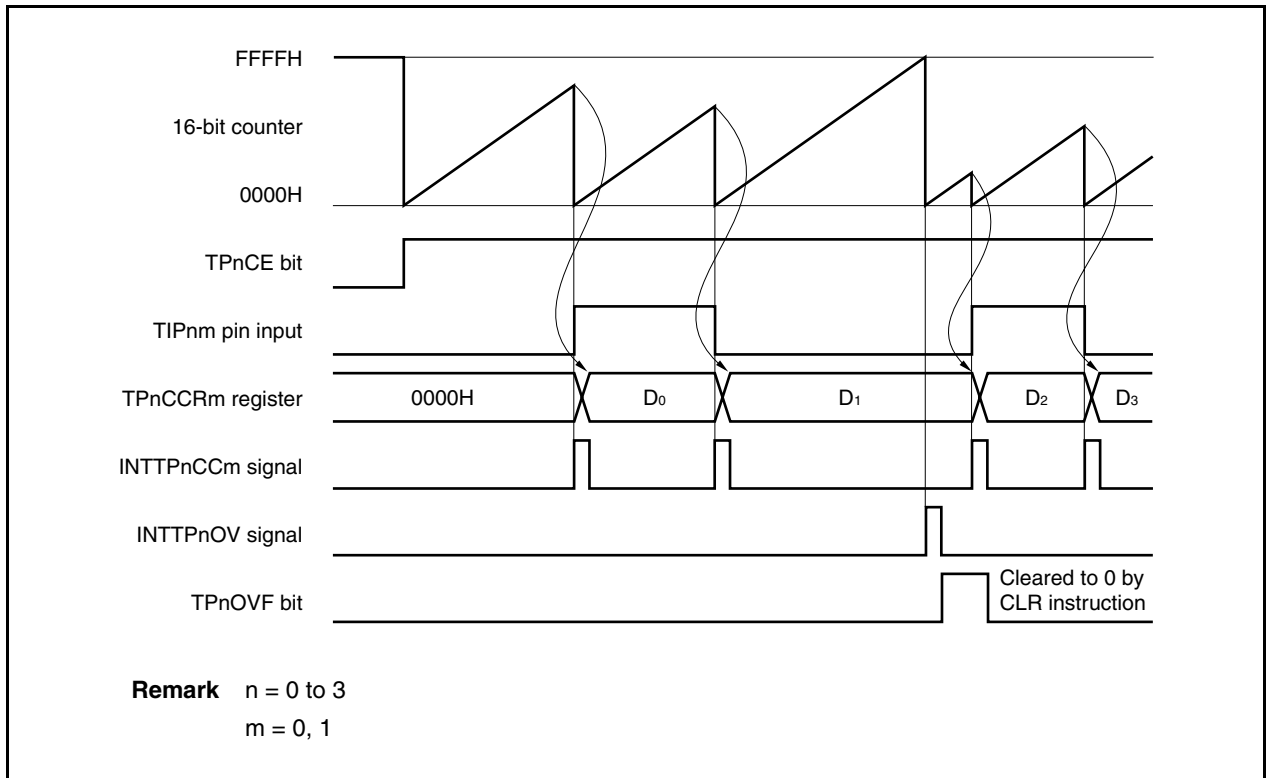 FFFFH
16-bit counter
0000H
TPnCE bit
TIPnm pin input
TPnCCRm register
0000H D0 D1 D2 D3
INTTPnCCm signal
INTTPnOV signal
TPnOVF bit
Cleared to 0 by
CLR instruction
Remark n = 0 to 3
m = 0, 1